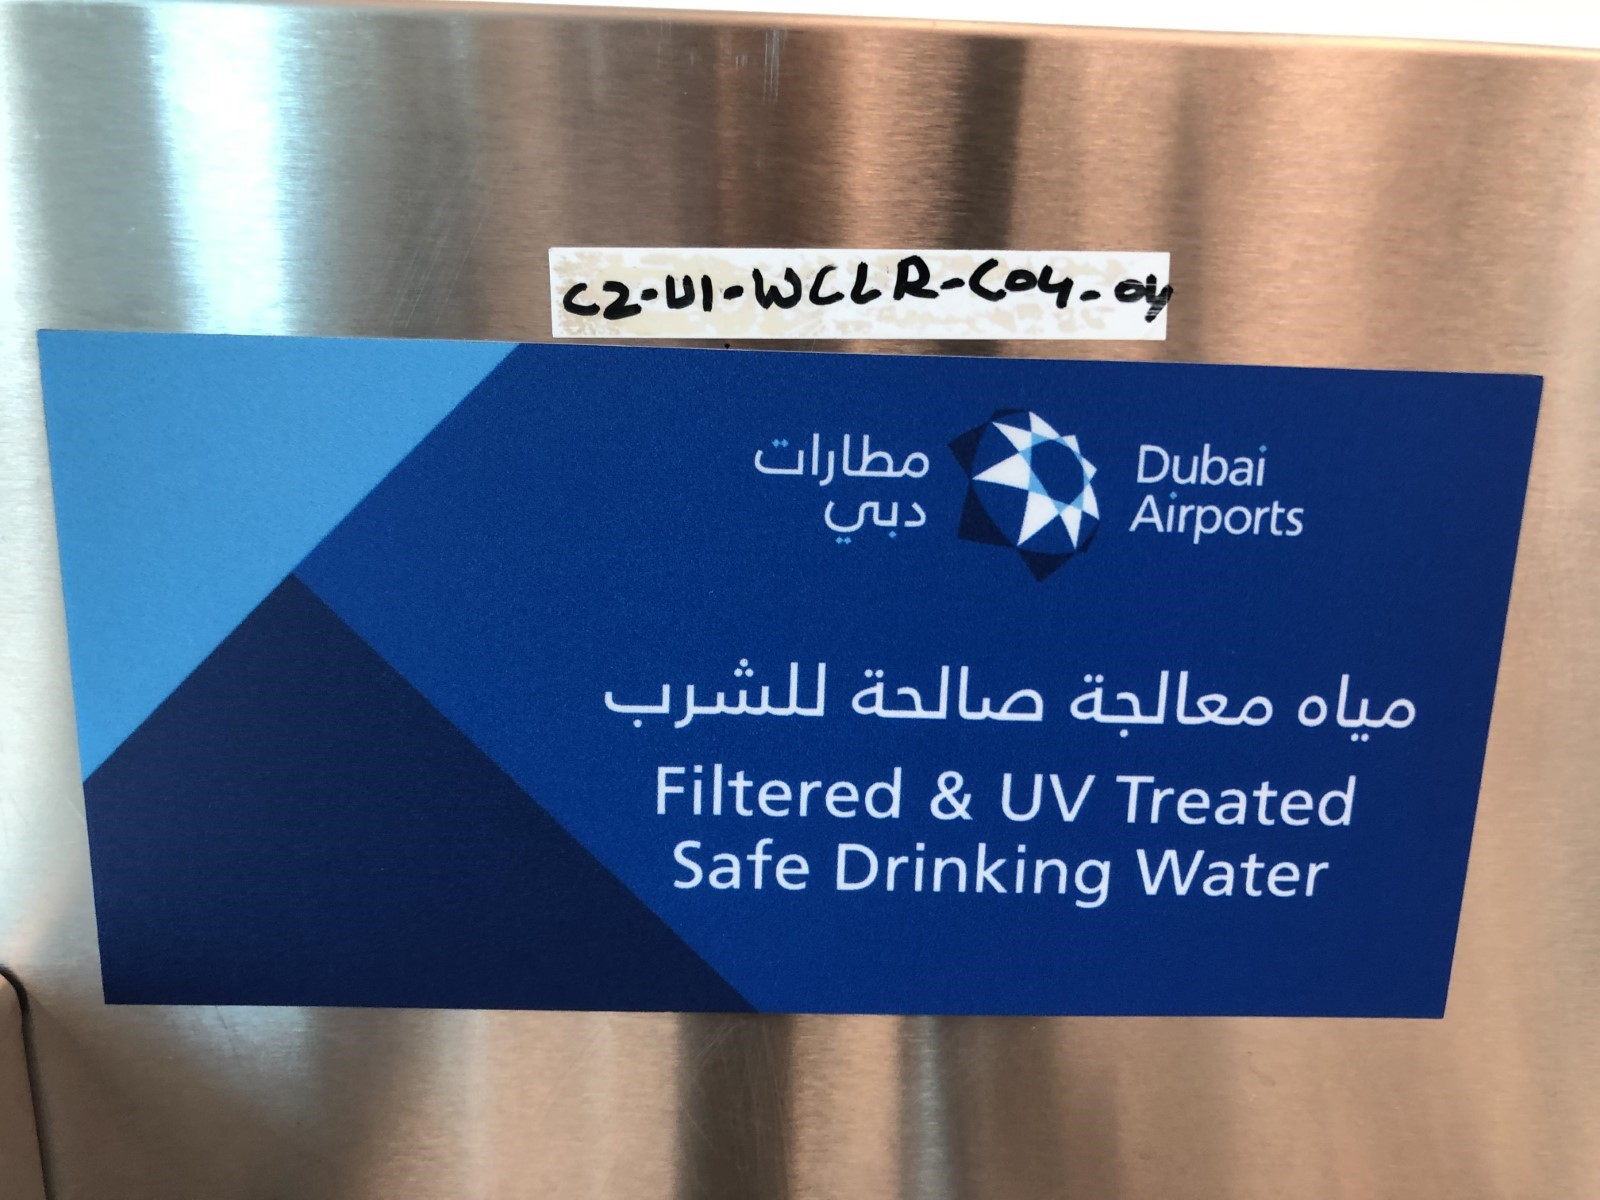 C2-U1-WCLR-C04-04
مطارات
دبي
Dubai
Airports
مياه معالجة صالحة للشرب
Filtered & UV Treated
Safe Drinking Water